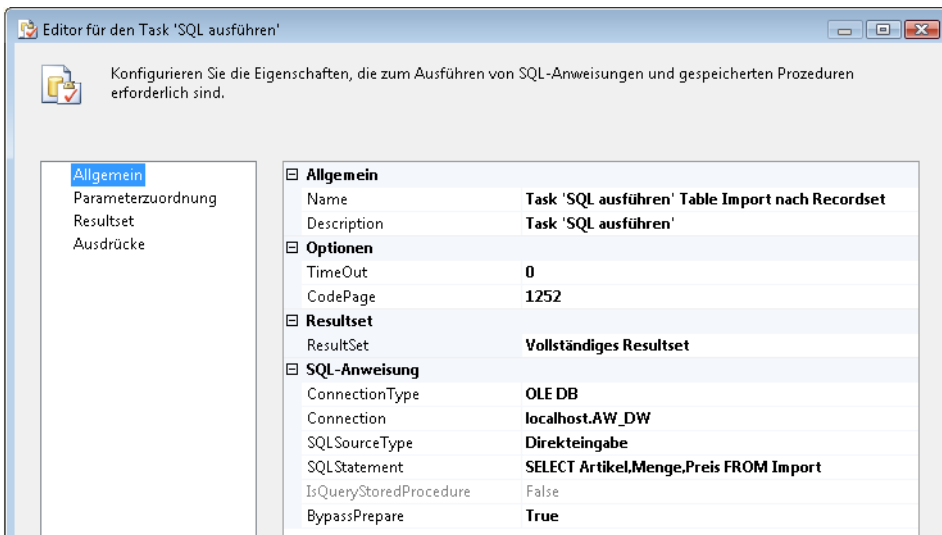 Editor für den Task 'SQL ausführen'
Konfigurieren Sie die Eigenschaften, die zum Ausführen von SQL-Anweisungen und gespeicherten Prozeduren
erforderlich sind.
Allgemein
Parameterzuordnung
Resultset
Ausdrücke
Allgemein
Name Task 'SQL ausführen' Table Import nach Recordset
Description Task 'SQL ausführen'
Optionen
TimeOut 0
CodePage 1252
Resultset
ResultSet Vollständiges Resultset
SQL-Anweisung
ConnectionType OLE DB
Connection localhost.AW_DW
SQLSourceType Direkteingabe
SQLStatement SELECT Artikel,Menge,Preis FROM Import
IsQueryStoredProcedure False
BypassPrepare True